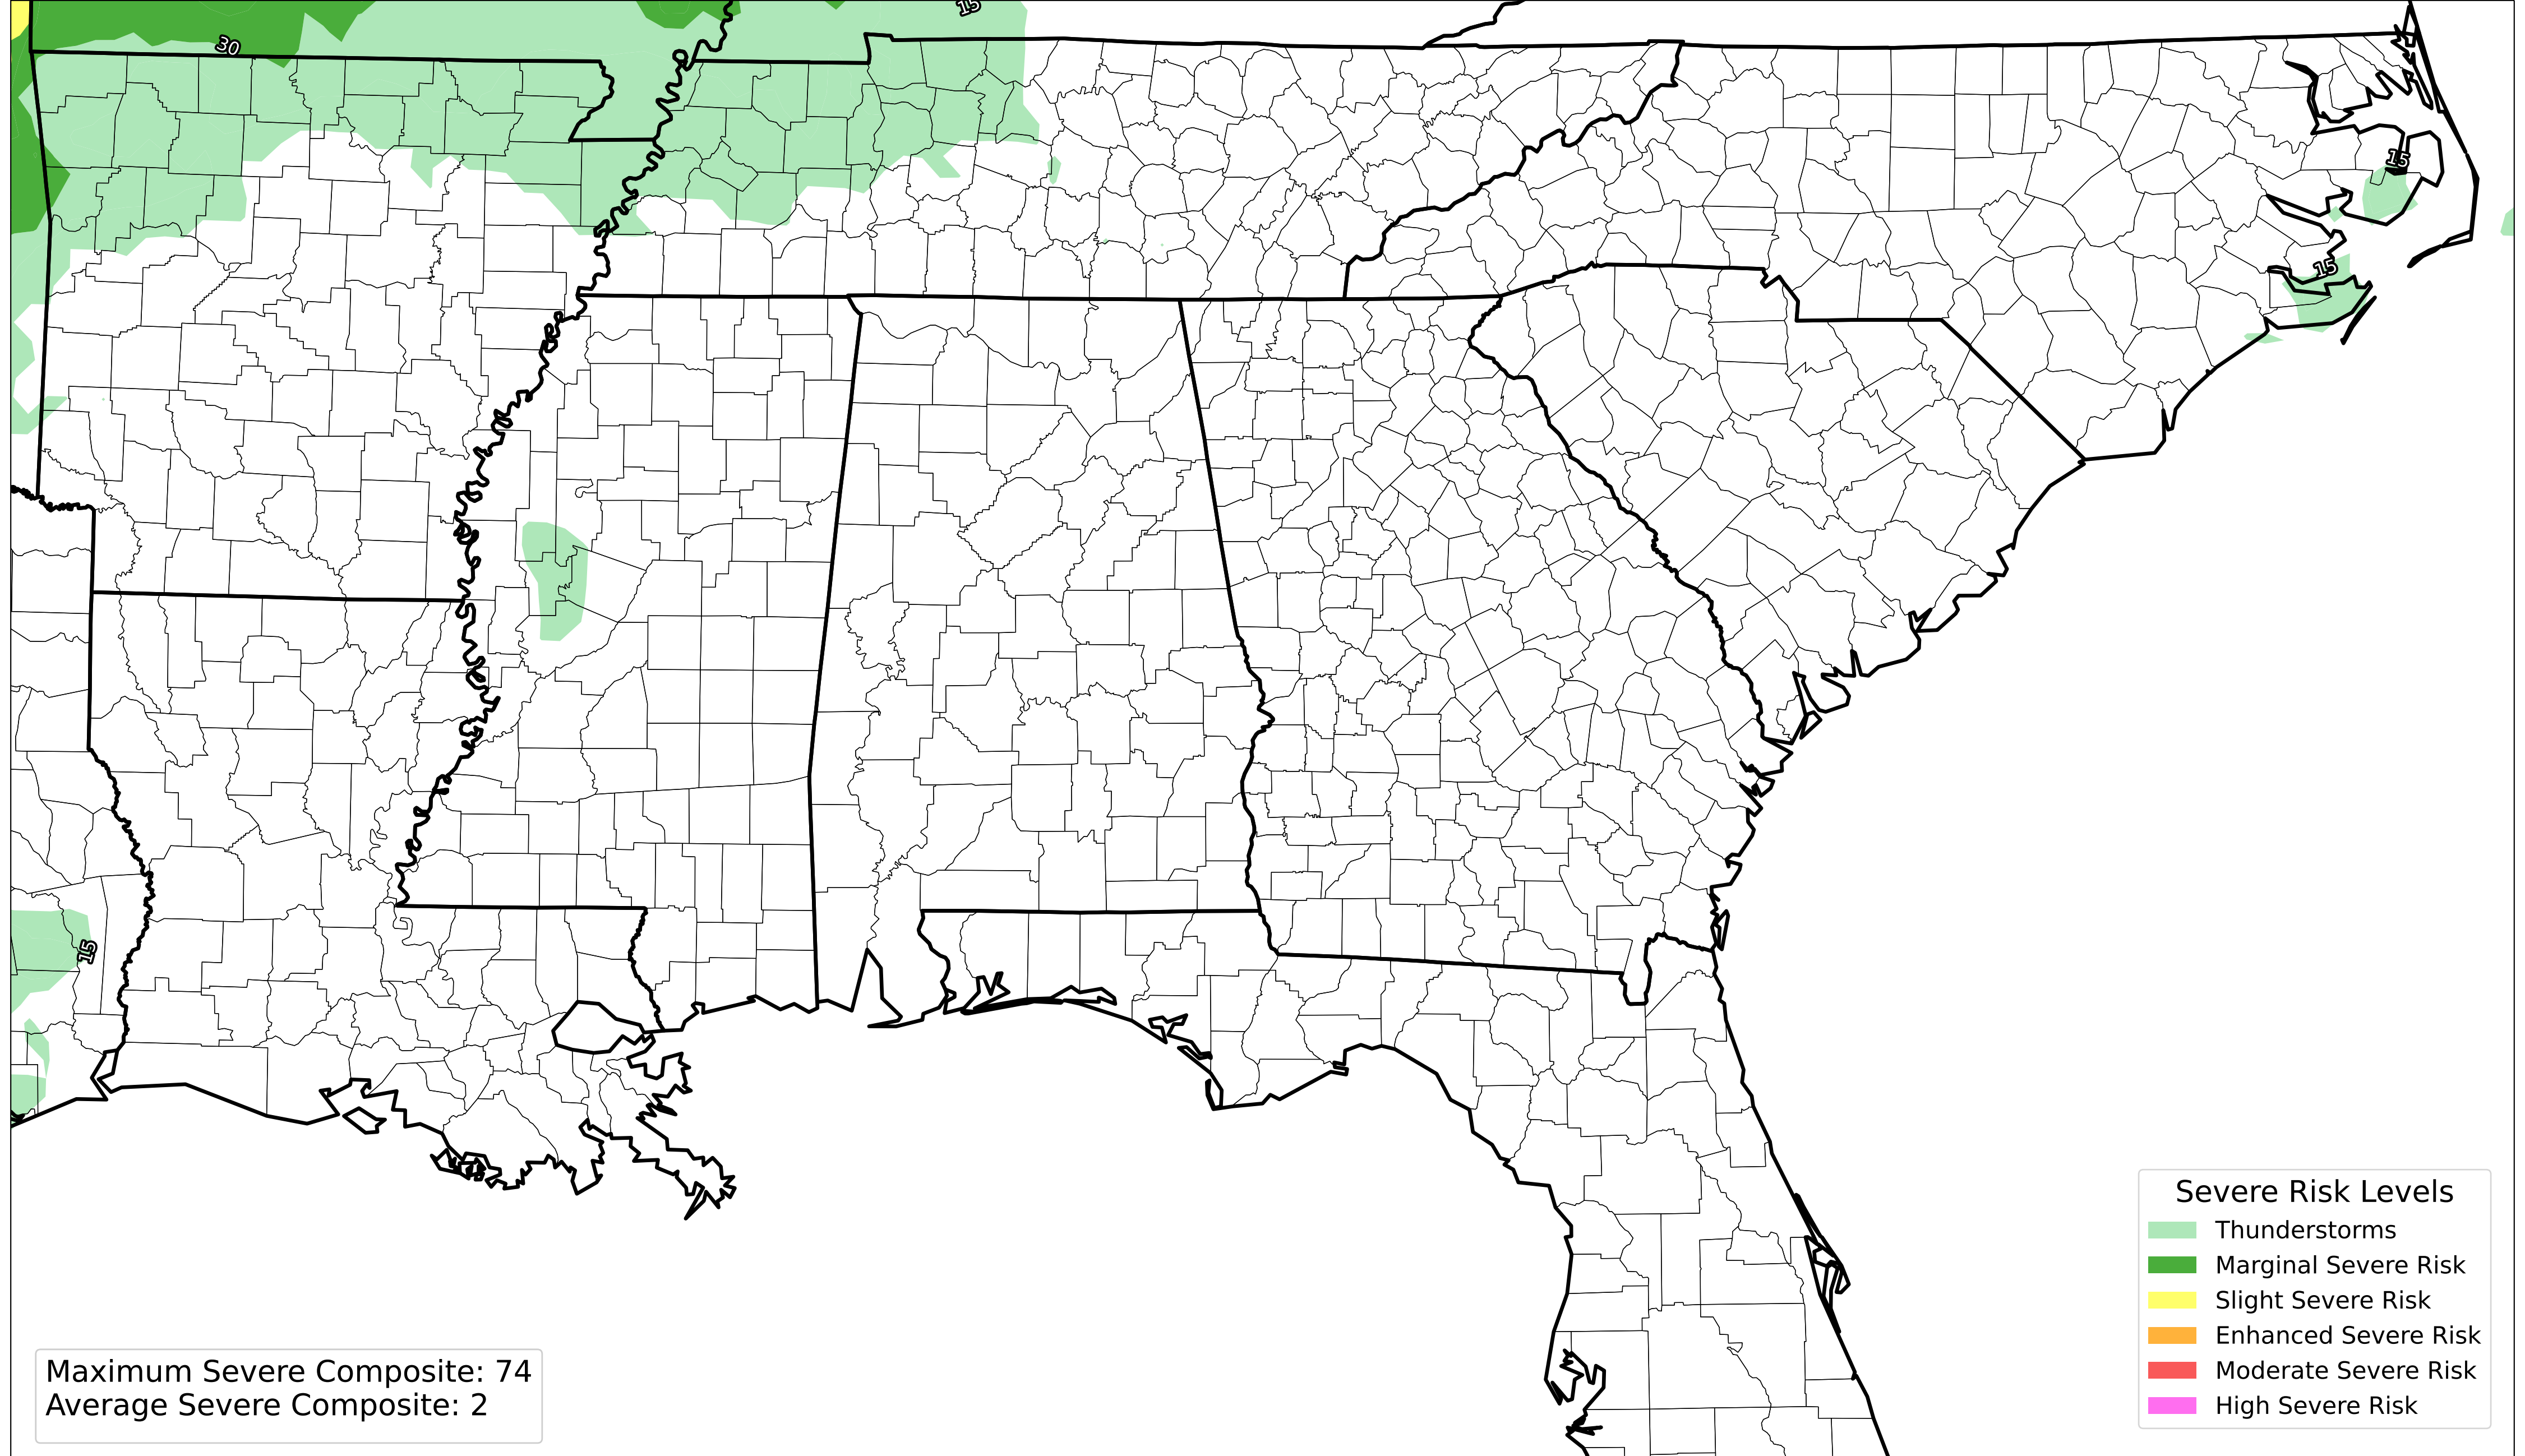 15
30
15
15
15
Severe Risk Levels
Thunderstorms
Marginal Severe Risk
Slight Severe Risk
Enhanced Severe Risk
Moderate Severe Risk
High Severe Risk
Maximum Severe Composite: 74
Average Severe Composite: 2